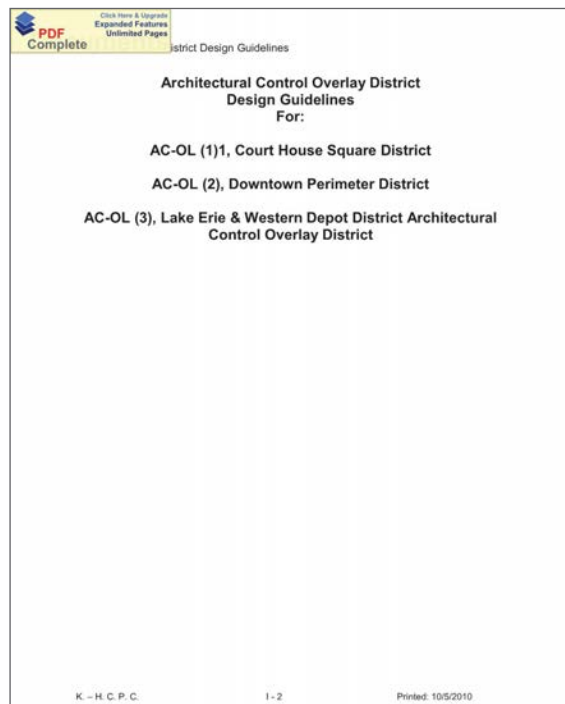 Click Here & Upgrade
Expanded Features
Unlimited Pages
PDF
Complete
istrict Design Guidelines
Architectural Control Overlay District
Design Guidelines
For:
AC-OL (1)1, Court House Square District
AC-OL (2), Downtown Perimeter District
AC-OL (3), Lake Erie & Western Depot District Architectural
Control Overlay District
K. – H. C. P. C.
I - 2
Printed: 10/5/2010